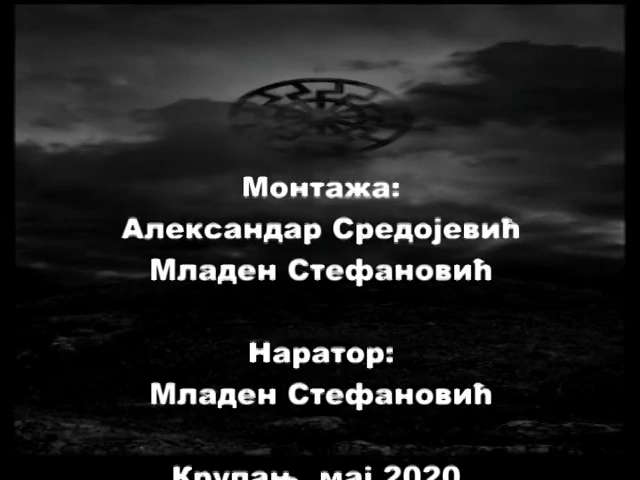 Монтажа:
Александар Средојевић
Младен Стефановић
Наратор:
Младен Стефановић
Крупањ, мај 2020